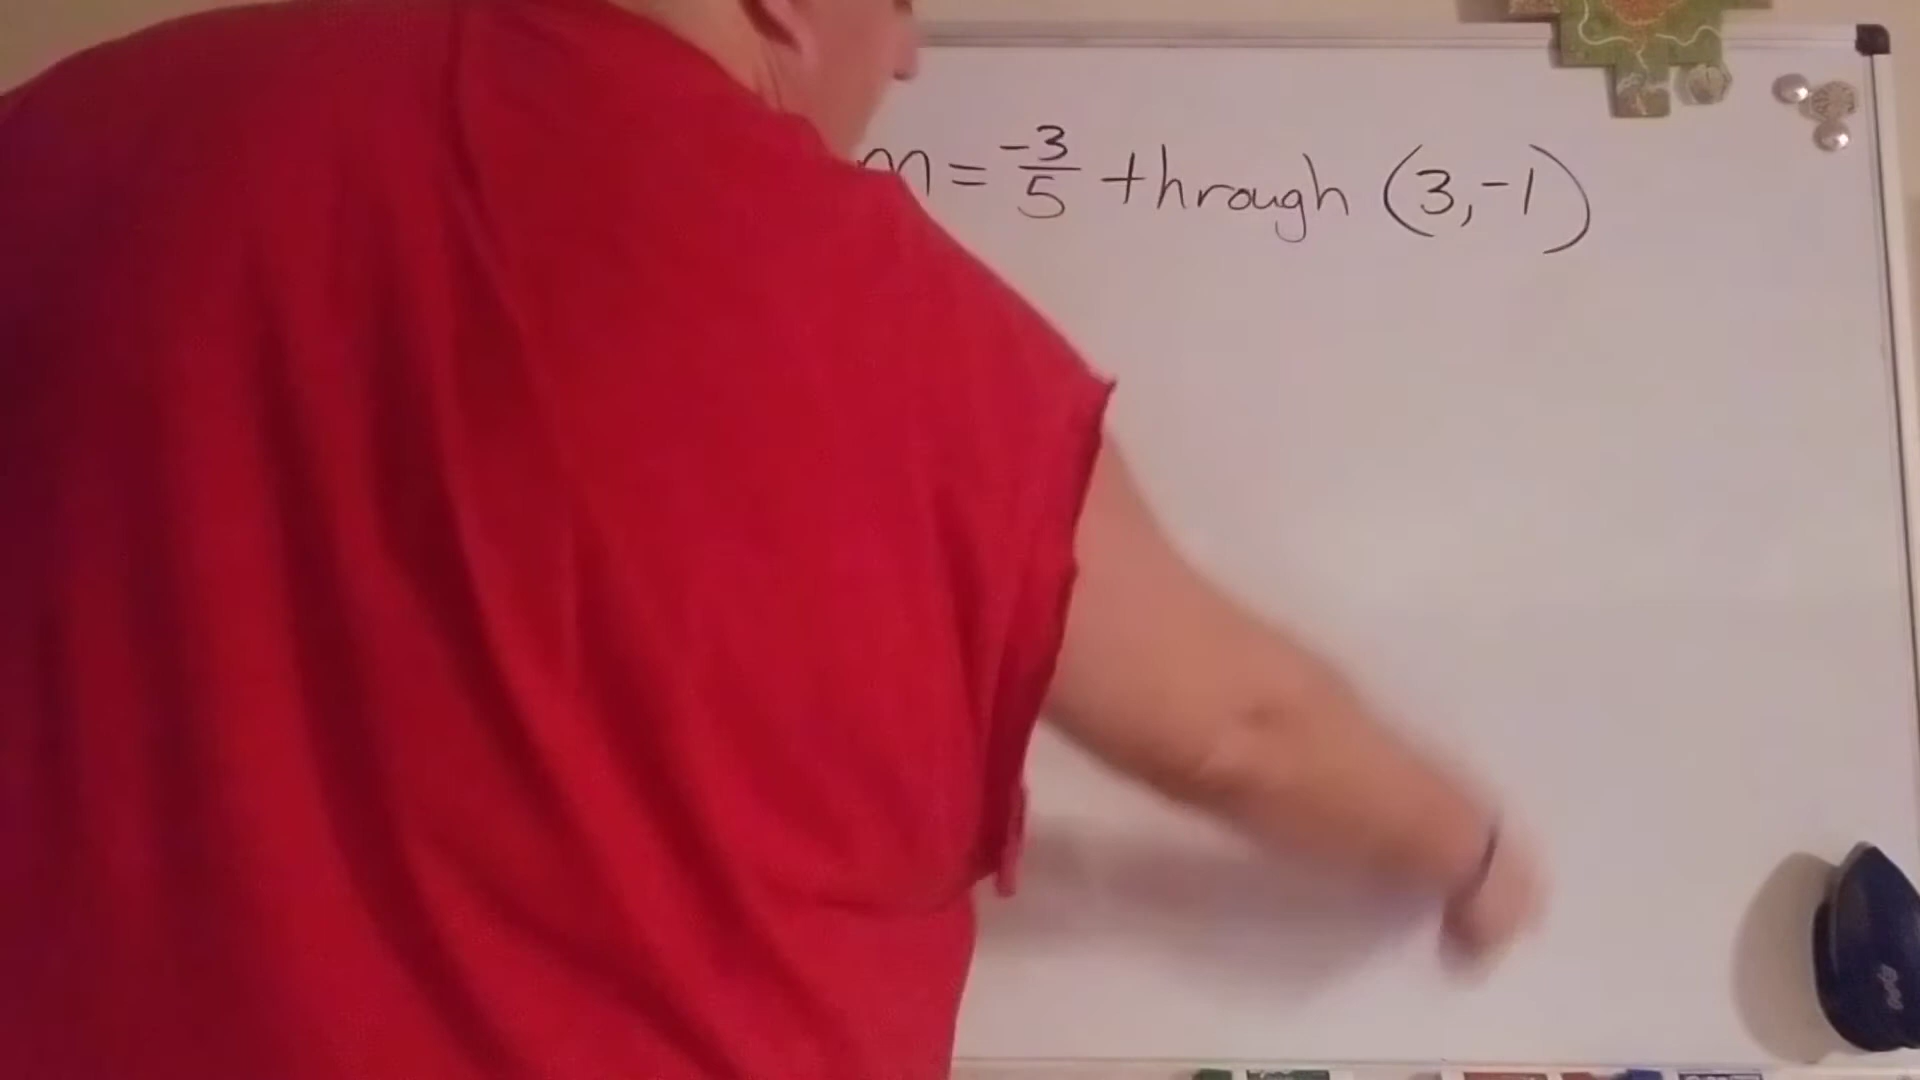 m = -3/5 through (3,-1)